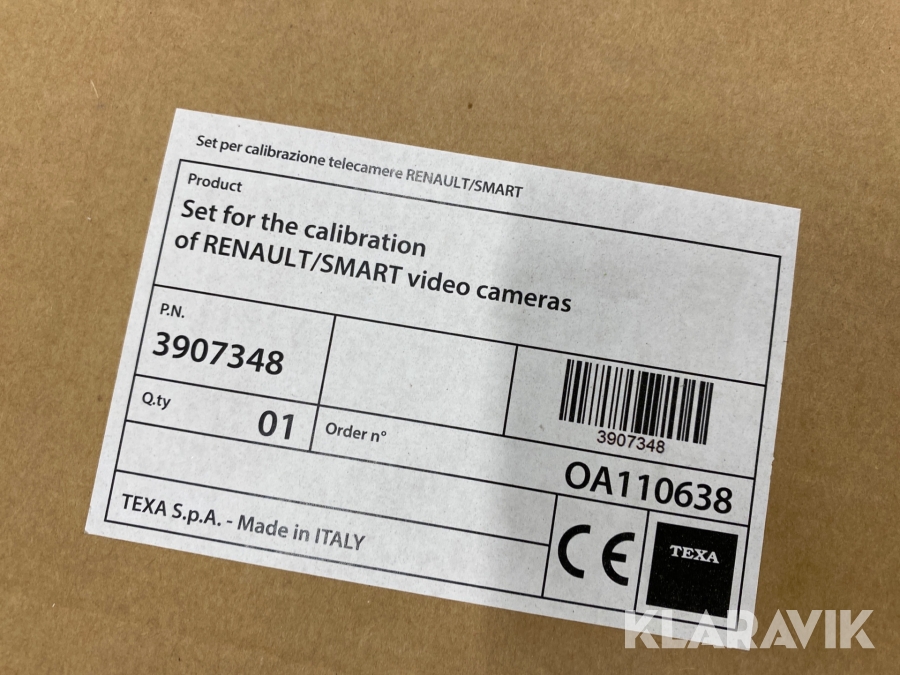 Set per calibrazione telecamere RENAULT/SMART
Product
Set for the calibration
of RENAULT/SMART video cameras
P.N.
3907348
3907348
Q.ty
01
Order n°
OA110638
TEXA S.p.A. - Made in ITALY
CE
TEXA
KLARAVIK